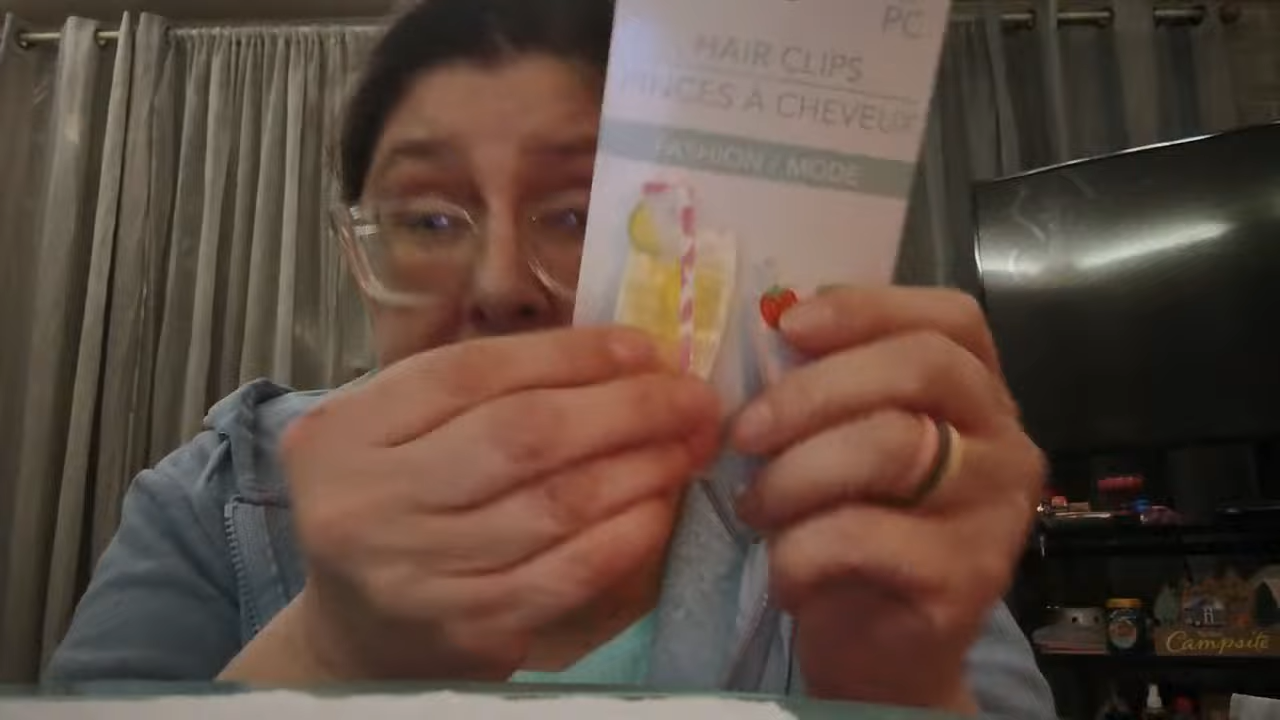 PC.
HAIR CLIPS
PINCES À CHEVEUX
FASHION / MODE
H
Campsite